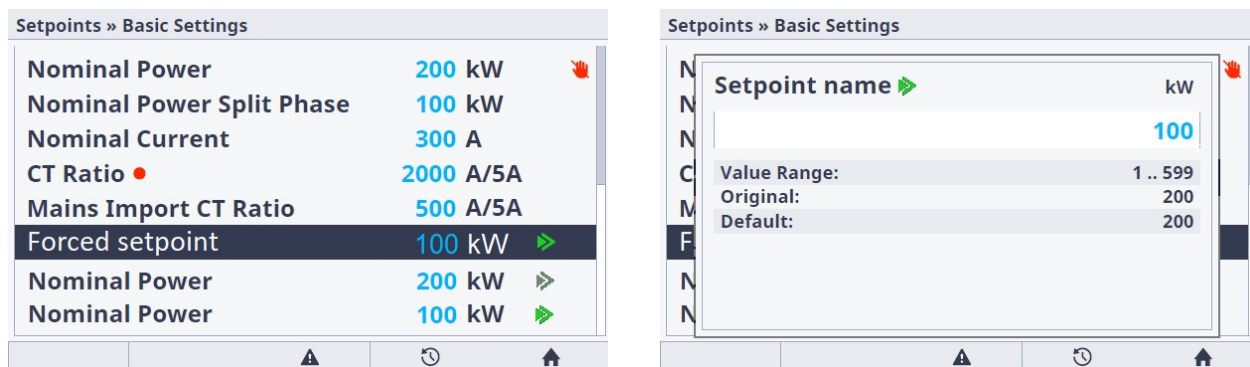 Setpoints » Basic Settings
Nominal Power 200 kW
Nominal Power Split Phase 100 kW
Nominal Current 300 A
CT Ratio 2000 A/5A
Mains Import CT Ratio 500 A/5A
Forced setpoint 100 kW
Nominal Power 200 kW
Nominal Power 100 kW
Setpoints » Basic Settings
N
N
N
C
M
F
N
N
Setpoint name kW
100
Value Range: 1 .. 599
Original: 200
Default: 200